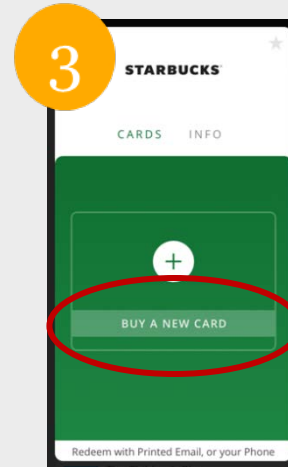 3
STARBUCKS
CARDS INFO
+
BUY A NEW CARD
Redeem with Printed Email, or your Phone